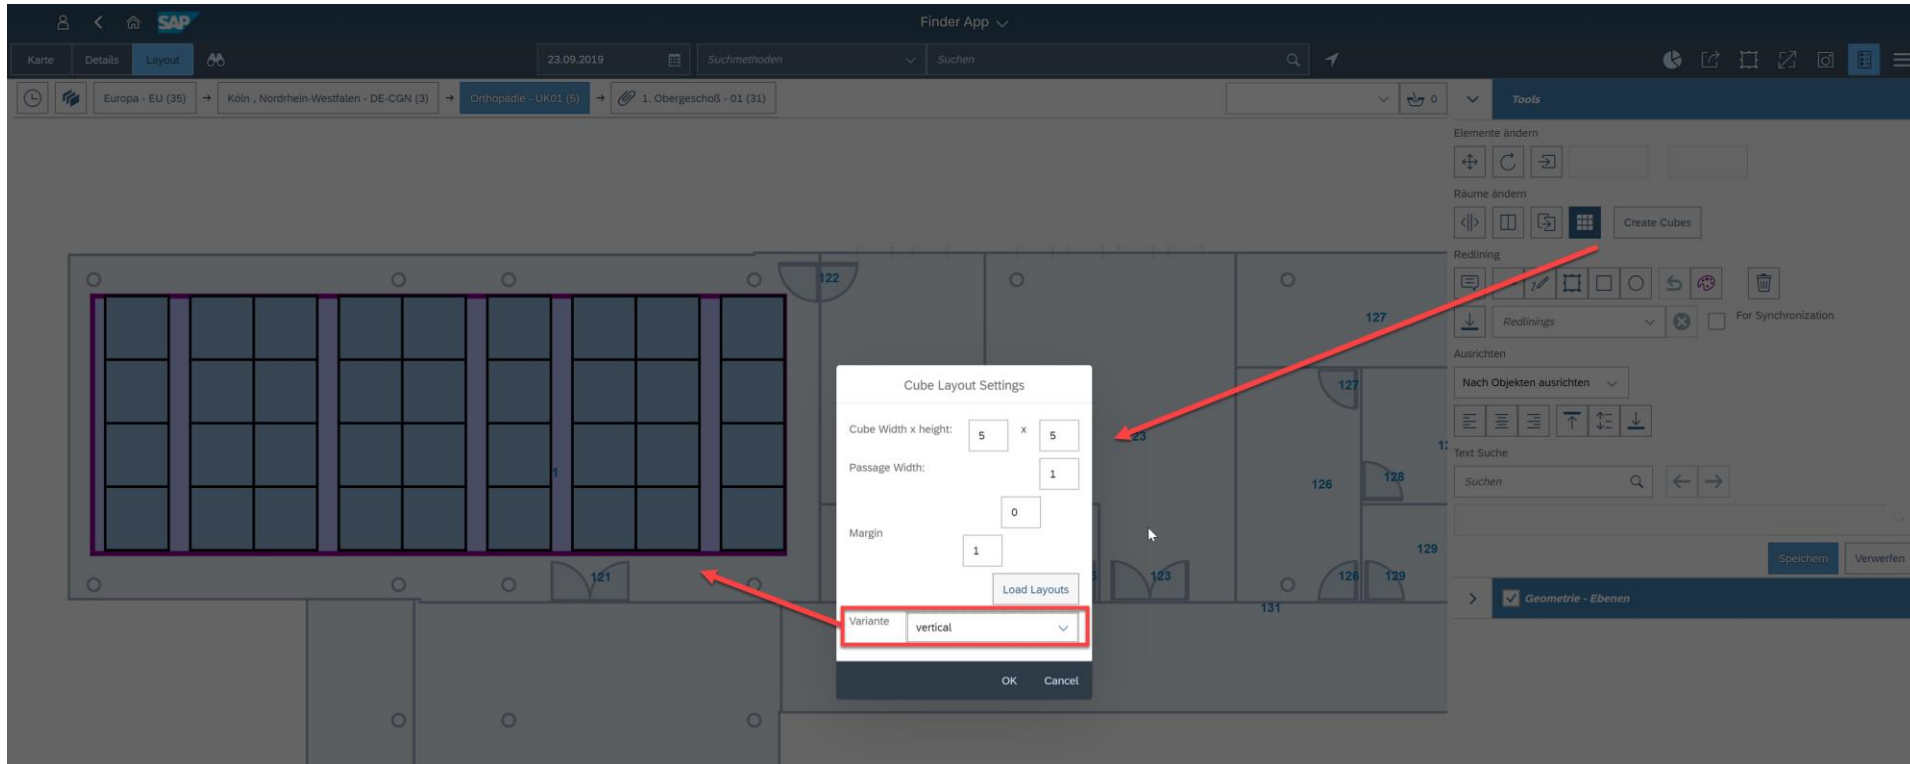 SAP
Finder App
Karte Details Layout 23.09.2019 Suchmethoden Suchen
Europa - EU (35) → Köln , Nordrhein-Westfalen - DE-CGN (3) → Orthopädie - UK01 (5) → 1. Obergeschoß - 01 (31) 0
Tools
Elemente ändern
Räume ändern
Create Cubes
Redlining
Redlinings For Synchronization
Ausrichten
Nach Objekten ausrichten
Text Suche
Suchen
Speichern Verwerfen
Geometrie - Ebenen
122
127
127
123
128
126
129
121
123
126
129
131
Cube Layout Settings
Cube Width x height: 5 x 5
Passage Width: 1
0
Margin
1
Load Layouts
Variante vertical
OK Cancel